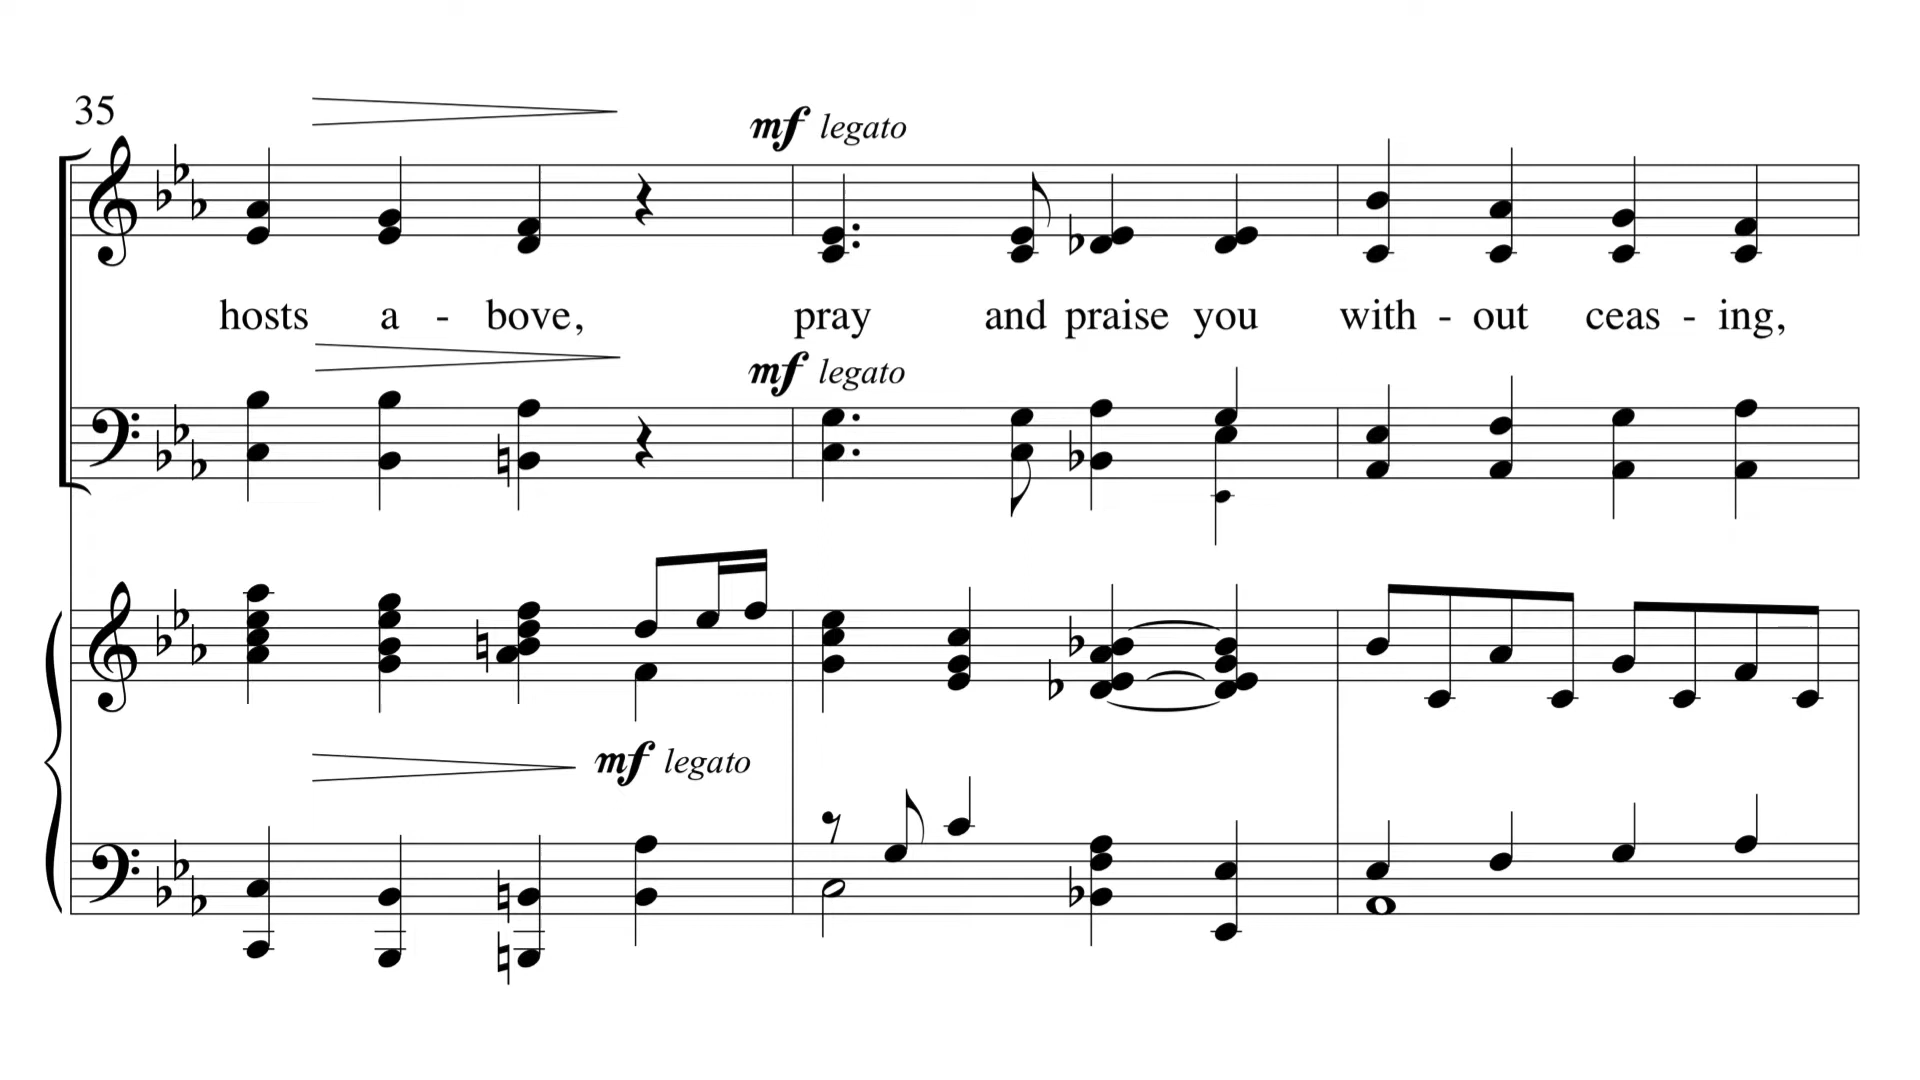 35
mf legato
hosts a - bove, pray and praise you with - out ceas - ing,
mf legato
mf legato